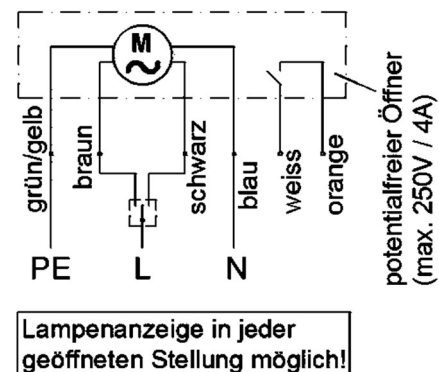 M
grün/gelb
braun
schwarz
blau
weiss
orange
potentialfreier Öffner
(max. 250V / 4A)
PE
L
N
Lampenanzeige in jeder
geöffneten Stellung möglich!